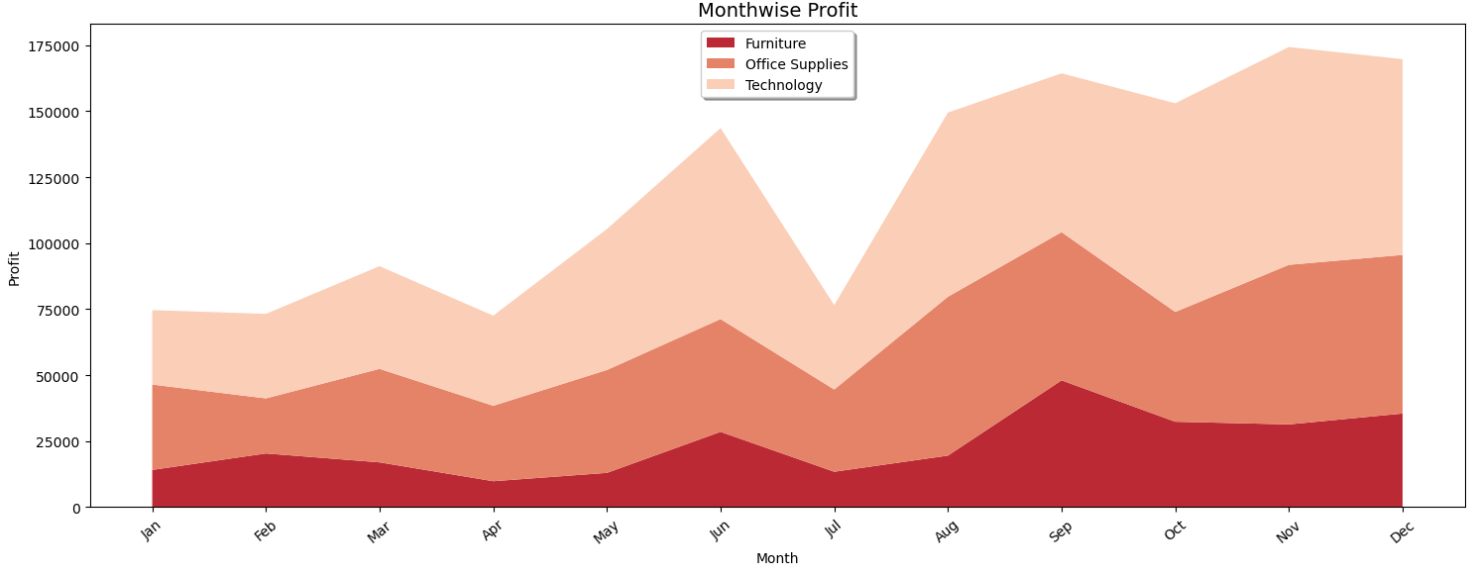 Monthwise Profit
Furniture
Office Supplies
Technology
175000
150000
125000
100000
75000
50000
25000
0
Profit
Jan
Feb
Mar
Apr
May
Jun
Jul
Aug
Sep
Oct
Nov
Dec
Month